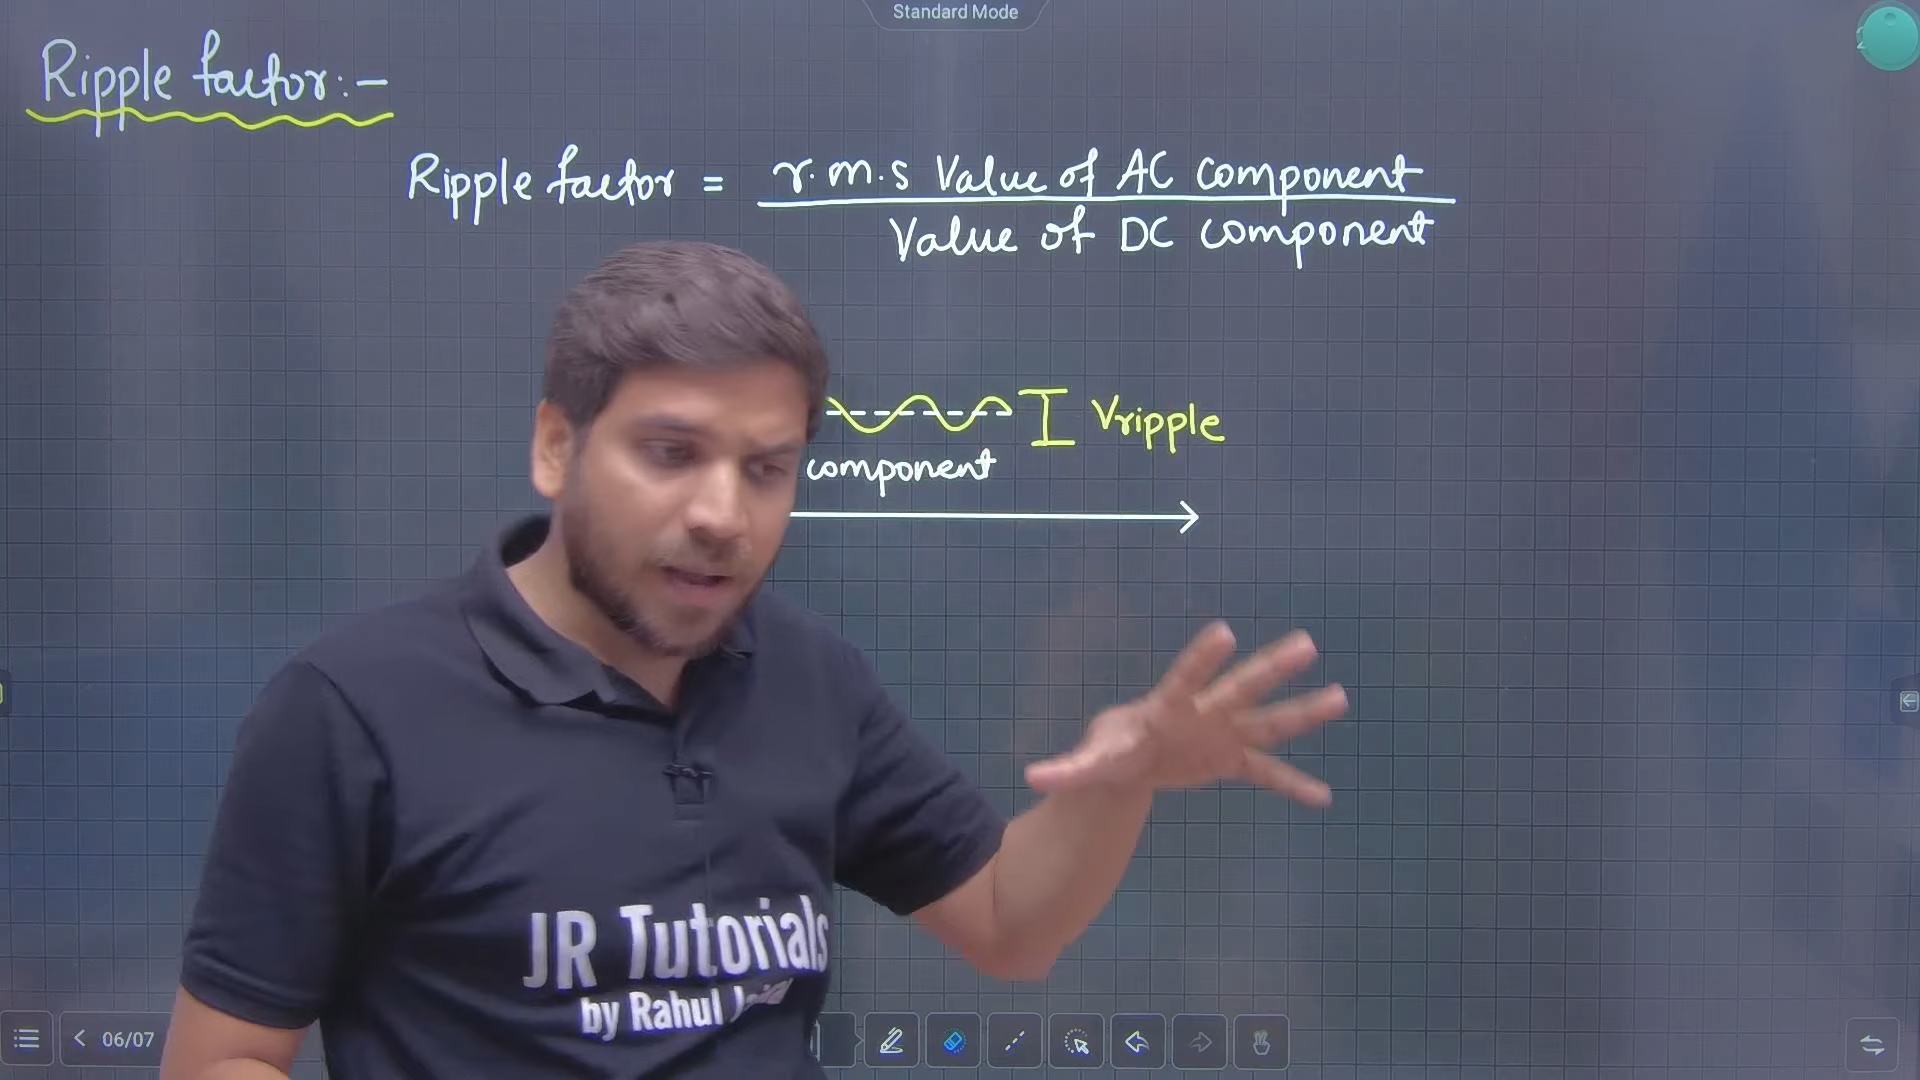 Standard Mode
Ripple factor:-
Ripple factor = r.m.s Value of AC component
Value of DC component
Vripple
component
JR Tutorials
by Rahul
06/07